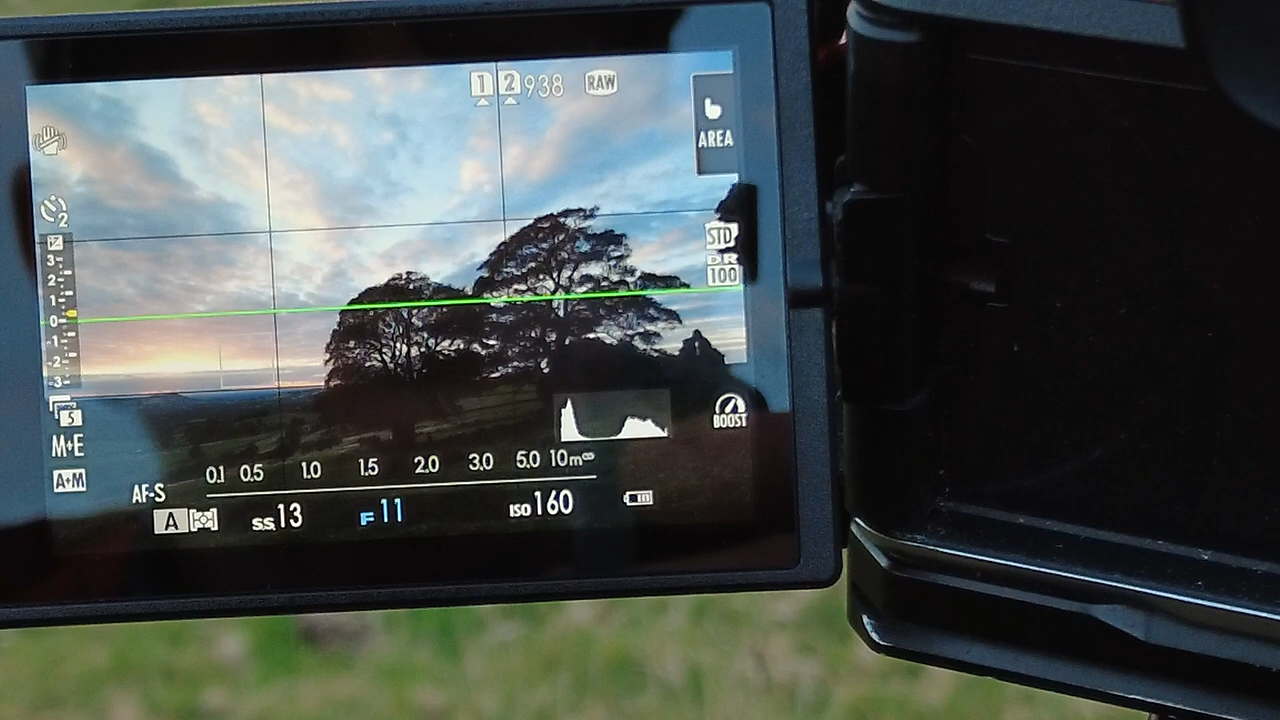 1 2 938 RAW
AREA
2
STD
DR
100
3
2
1
0
-1
-2
-3
5
BOOST
M+E
A+M
0.1 0.5 1.0 1.5 2.0 3.0 5.0 10m∞
AF-S
A SS 13 F 11 ISO 160